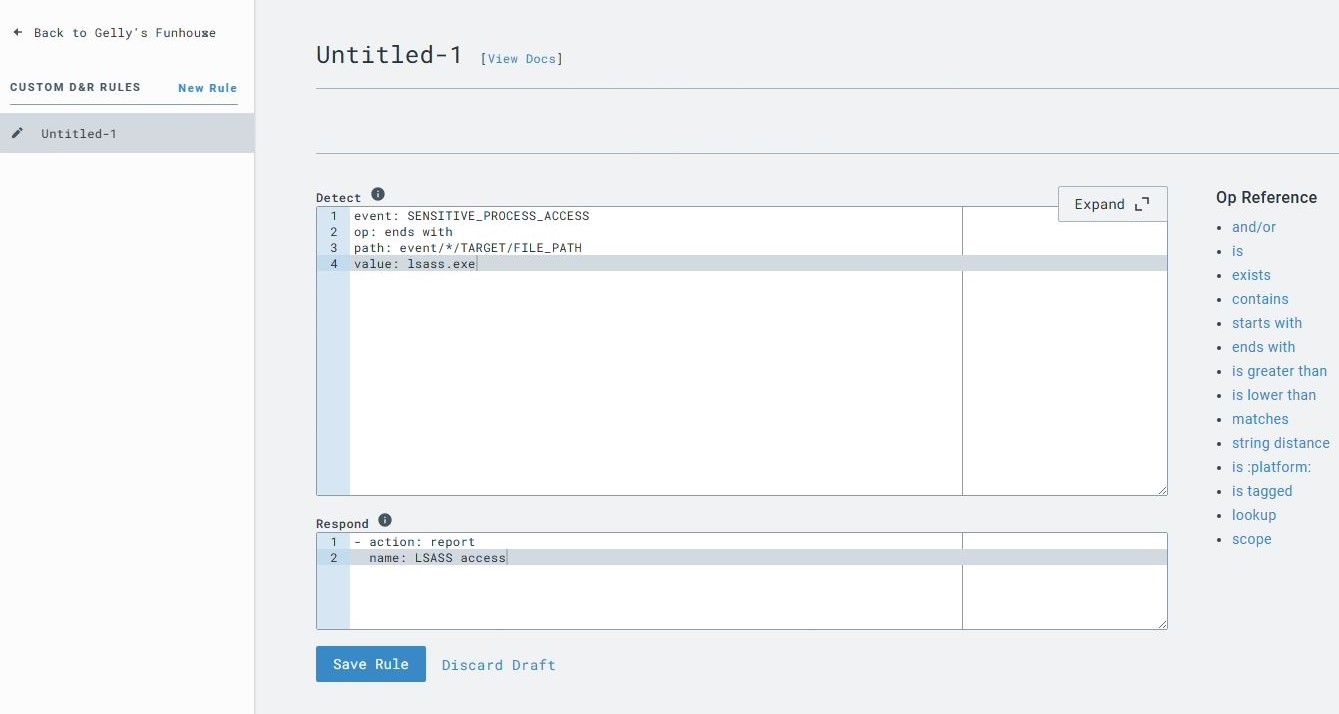 Back to Gelly's Funhouse
CUSTOM D&R RULES New Rule
Untitled-1
Untitled-1 [View Docs]
Detect
Expand
1 event: SENSITIVE_PROCESS_ACCESS
2 op: ends with
3 path: event/*/TARGET/FILE_PATH
4 value: lsass.exe
Respond
1 - action: report
2   name: LSASS access
Save Rule Discard Draft
Op Reference
and/or
is
exists
contains
starts with
ends with
is greater than
is lower than
matches
string distance
is :platform:
is tagged
lookup
scope